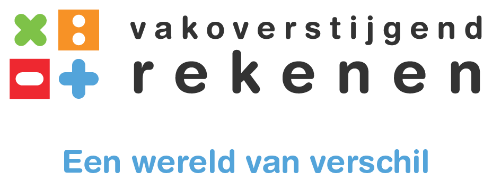 vakoverstijgend
rekenen
Een wereld van verschil